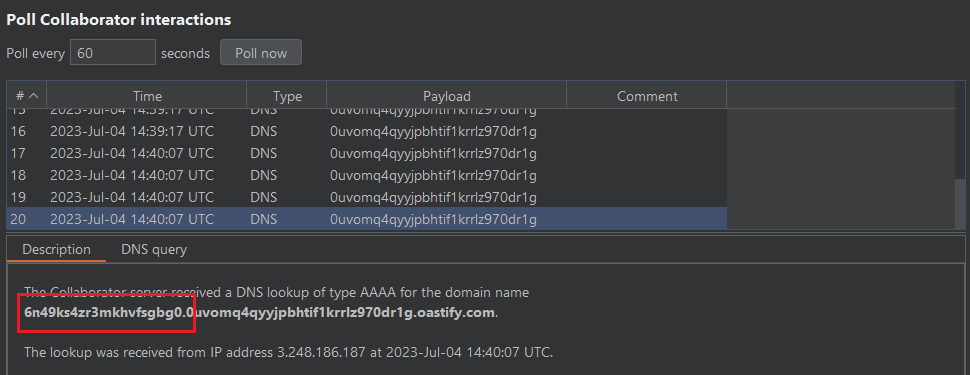 Poll Collaborator interactions
Poll every 60 seconds Poll now
# Time Type Payload Comment
15 2023-Jul-04 14:39:17 UTC DNS 0uvomq4qyyjpbhtif1krrlz970dr1g
16 2023-Jul-04 14:39:17 UTC DNS 0uvomq4qyyjpbhtif1krrlz970dr1g
17 2023-Jul-04 14:40:07 UTC DNS 0uvomq4qyyjpbhtif1krrlz970dr1g
18 2023-Jul-04 14:40:07 UTC DNS 0uvomq4qyyjpbhtif1krrlz970dr1g
19 2023-Jul-04 14:40:07 UTC DNS 0uvomq4qyyjpbhtif1krrlz970dr1g
20 2023-Jul-04 14:40:07 UTC DNS 0uvomq4qyyjpbhtif1krrlz970dr1g
Description DNS query
The Collaborator server received a DNS lookup of type AAAA for the domain name
6n49ks4zr3mkhvfsgbg0.0uvomq4qyyjpbhtif1krrlz970dr1g.oastify.com.
The lookup was received from IP address 3.248.186.187 at 2023-Jul-04 14:40:07 UTC.